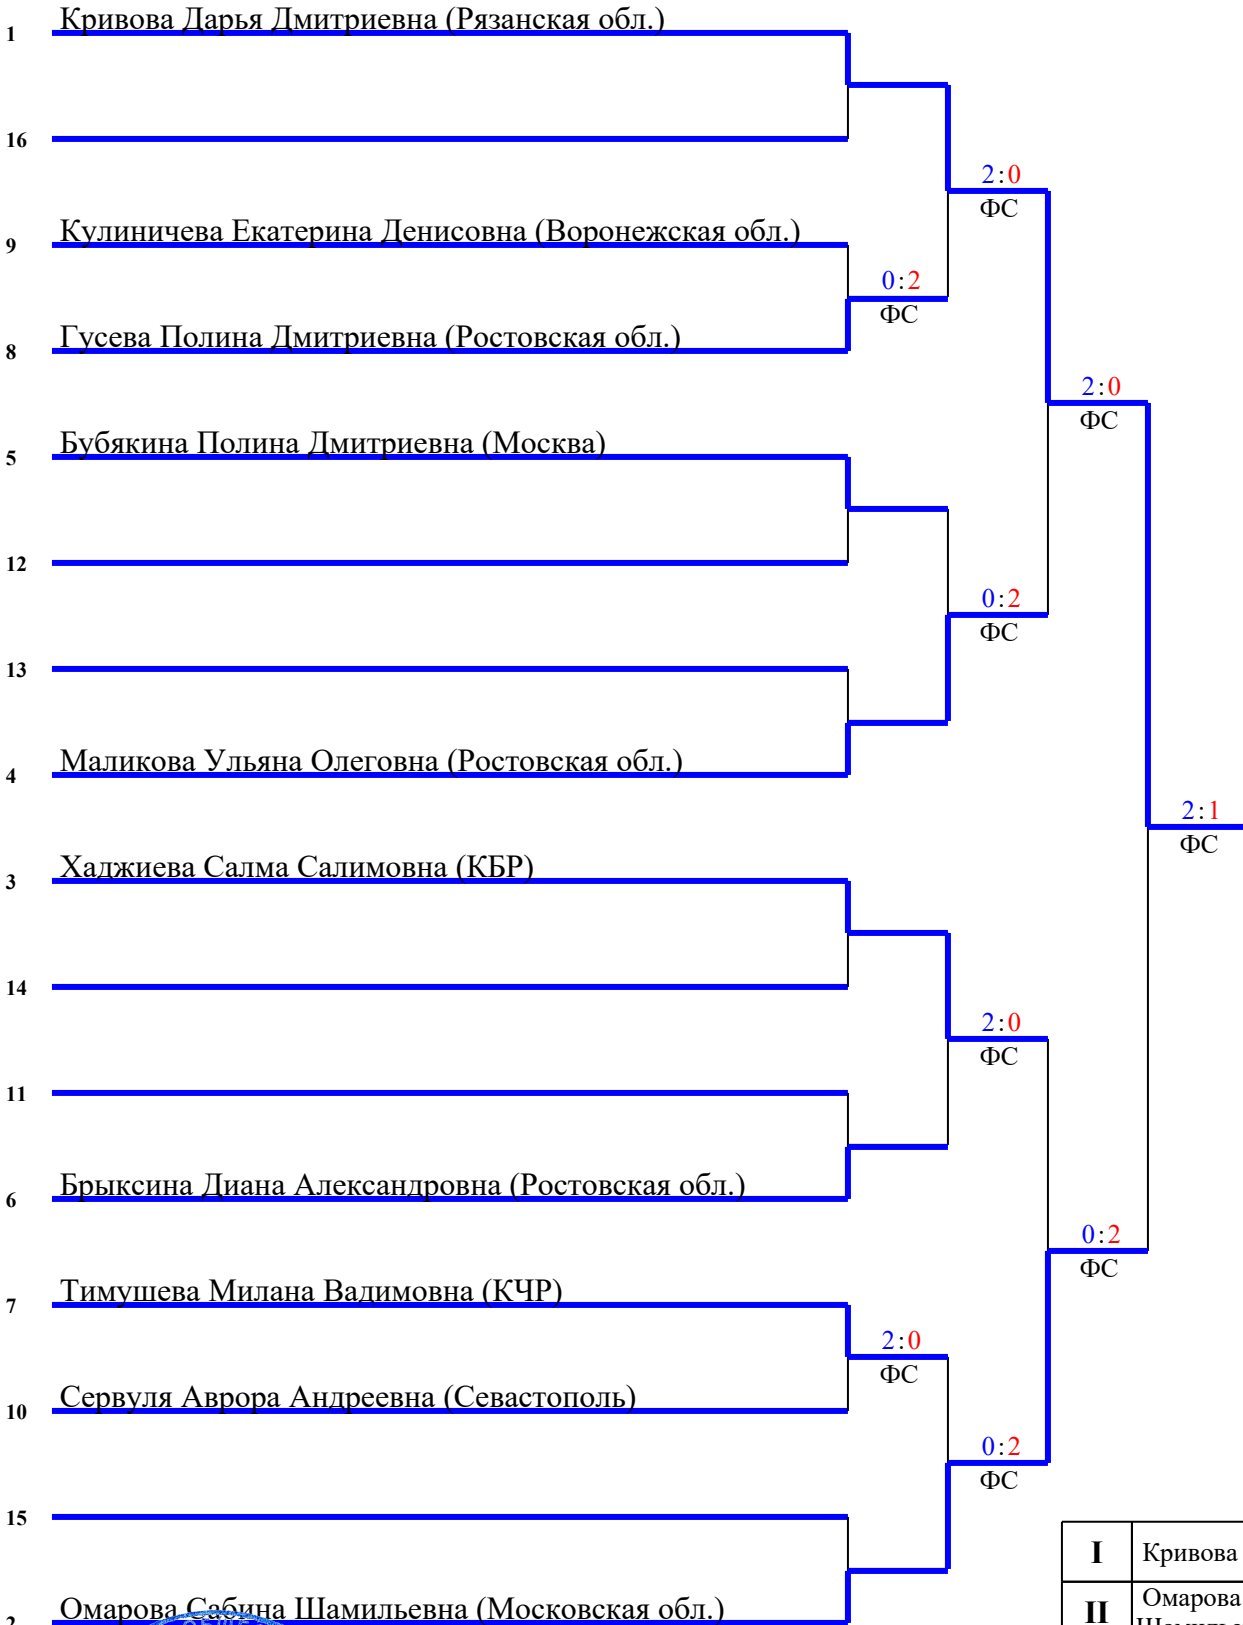 1 Кривова Дарья Дмитриевна (Рязанская обл.)
16
2:0
ФС
9 Кулиничева Екатерина Денисовна (Воронежская обл.)
0:2
ФС
8 Гусева Полина Дмитриевна (Ростовская обл.)
2:0
ФС
5 Бубякина Полина Дмитриевна (Москва)
12
0:2
ФС
13
4 Маликова Ульяна Олеговна (Ростовская обл.)
2:1
ФС
3 Хаджиева Салма Салимовна (КБР)
14
2:0
ФС
11
6 Брыксина Диана Александровна (Ростовская обл.)
0:2
ФС
7 Тимушева Милана Вадимовна (КЧР)
2:0
ФС
10 Сервуля Аврора Андреевна (Севастополь)
0:2
ФС
15
I Кривова
2 Омарова Сабина Шамильевна (Московская обл.)
II Омарова